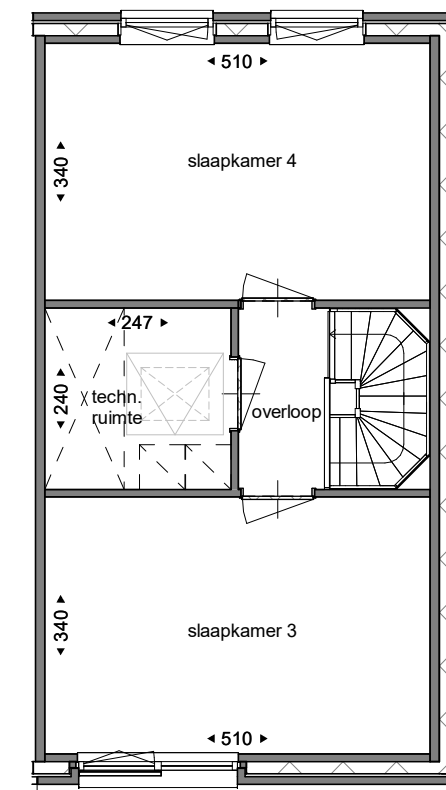 510
340
slaapkamer 4
247
240
techn.
ruimte
overloop
340
slaapkamer 3
510